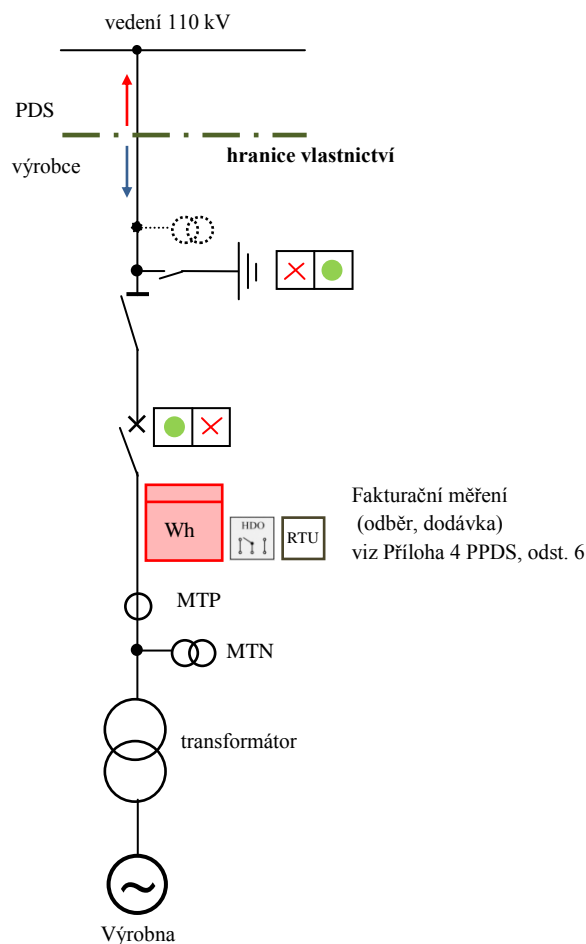 vedení 110 kV
PDS
hranice vlastnictví
výrobce
Wh
HDO
RTU
Fakturační měření
(odběr, dodávka)
viz Příloha 4 PPDS, odst. 6
MTP
MTN
transformátor
Výrobna